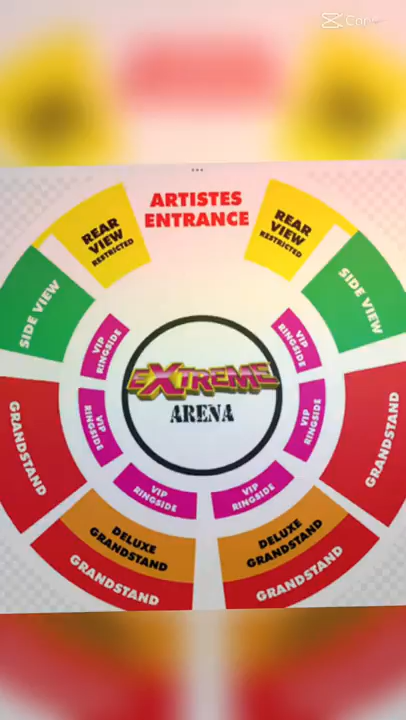 ARTISTES
ENTRANCE
REAR
VIEW
RESTRICTED
REAR
VIEW
RESTRICTED
SIDE VIEW
SIDE VIEW
VIP
RINGSIDE
VIP
RINGSIDE
EXTREME
ARENA
VIP
RINGSIDE
VIP
RINGSIDE
GRANDSTAND
GRANDSTAND
VIP
RINGSIDE
VIP
RINGSIDE
DELUXE
GRANDSTAND
DELUXE
GRANDSTAND
GRANDSTAND
GRANDSTAND